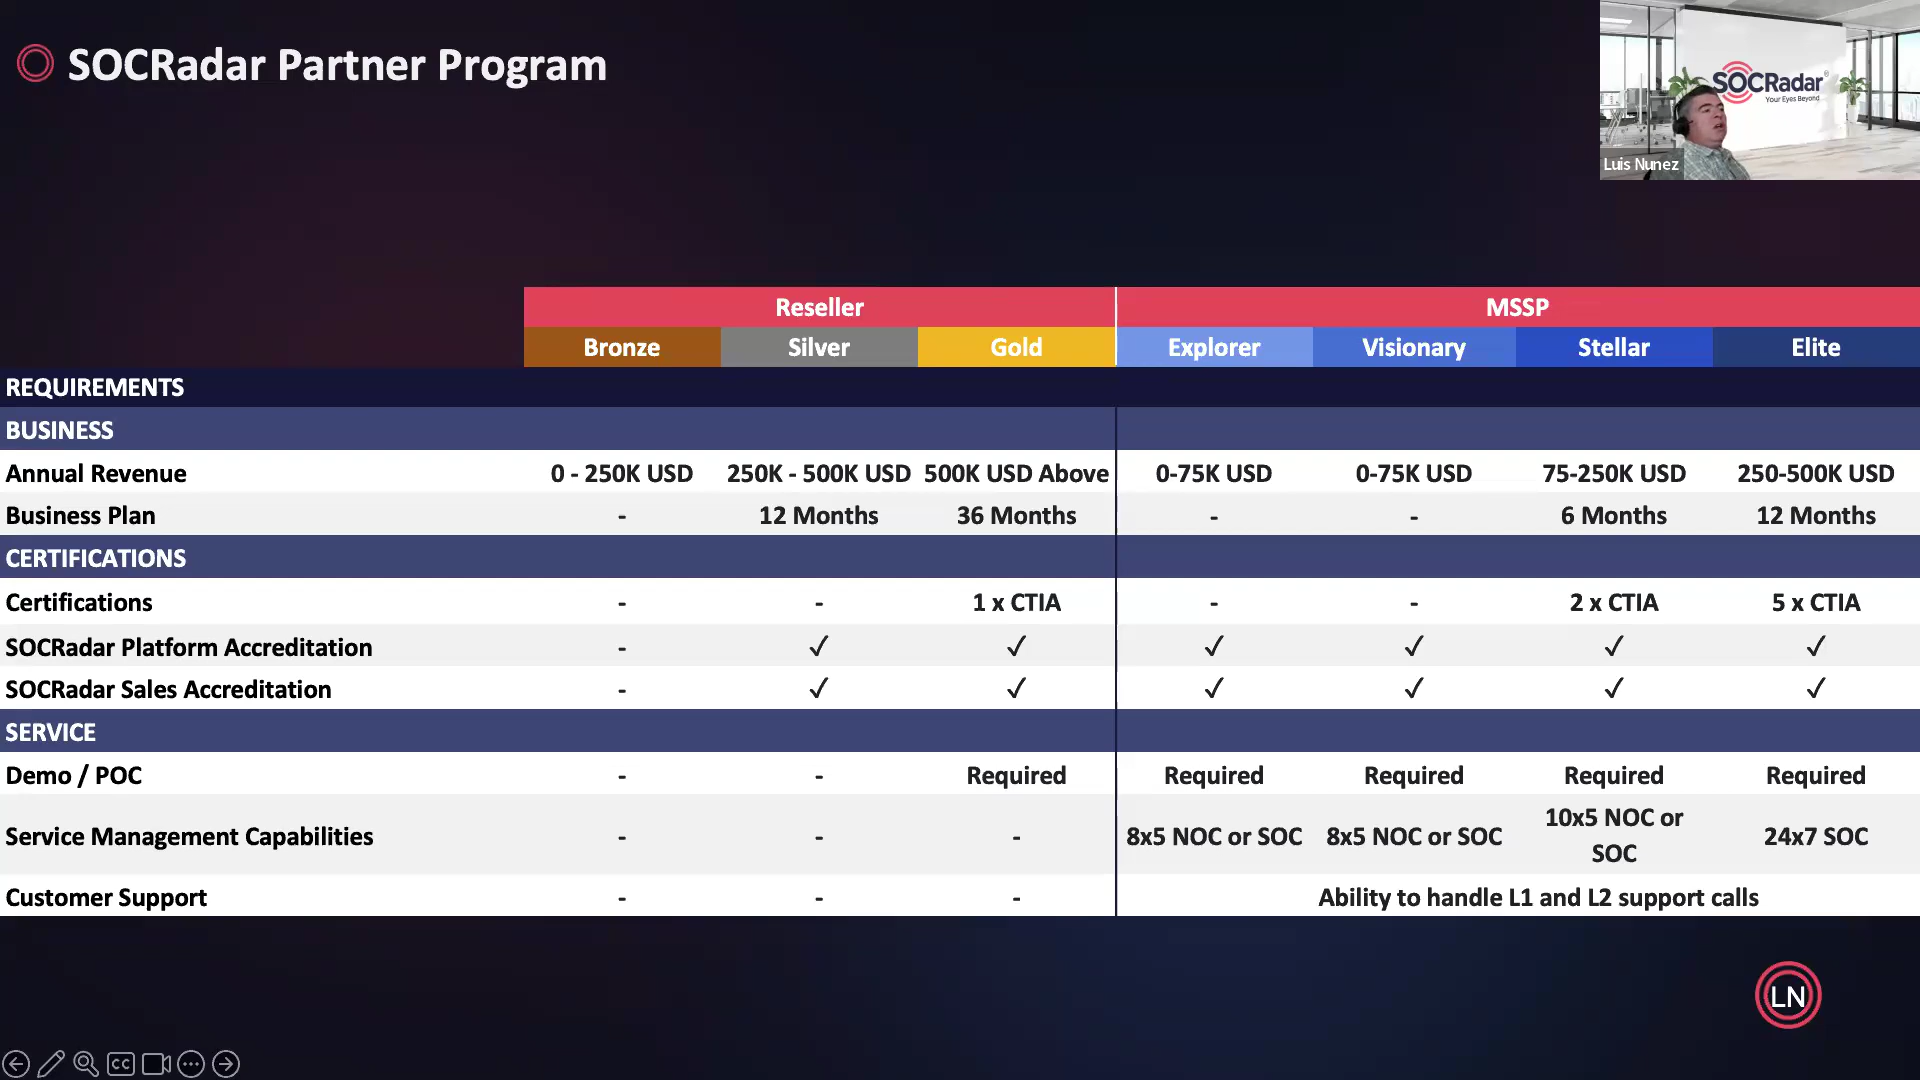 SOCRadar Partner Program
SOCRadar®
Your Eyes Beyond
Luis Nunez
Reseller MSSP
Bronze Silver Gold Explorer Visionary Stellar Elite
REQUIREMENTS
BUSINESS
Annual Revenue 0 - 250K USD 250K - 500K USD 500K USD Above 0-75K USD 0-75K USD 75-250K USD 250-500K USD
Business Plan - 12 Months 36 Months - - 6 Months 12 Months
CERTIFICATIONS
Certifications - - 1 x CTIA - - 2 x CTIA 5 x CTIA
SOCRadar Platform Accreditation - ✓ ✓ ✓ ✓ ✓ ✓
SOCRadar Sales Accreditation - ✓ ✓ ✓ ✓ ✓ ✓
SERVICE
Demo / POC - - Required Required Required Required Required
Service Management Capabilities - - - 8x5 NOC or SOC 8x5 NOC or SOC 10x5 NOC or SOC 24x7 SOC
Customer Support - - - Ability to handle L1 and L2 support calls
LN
CC